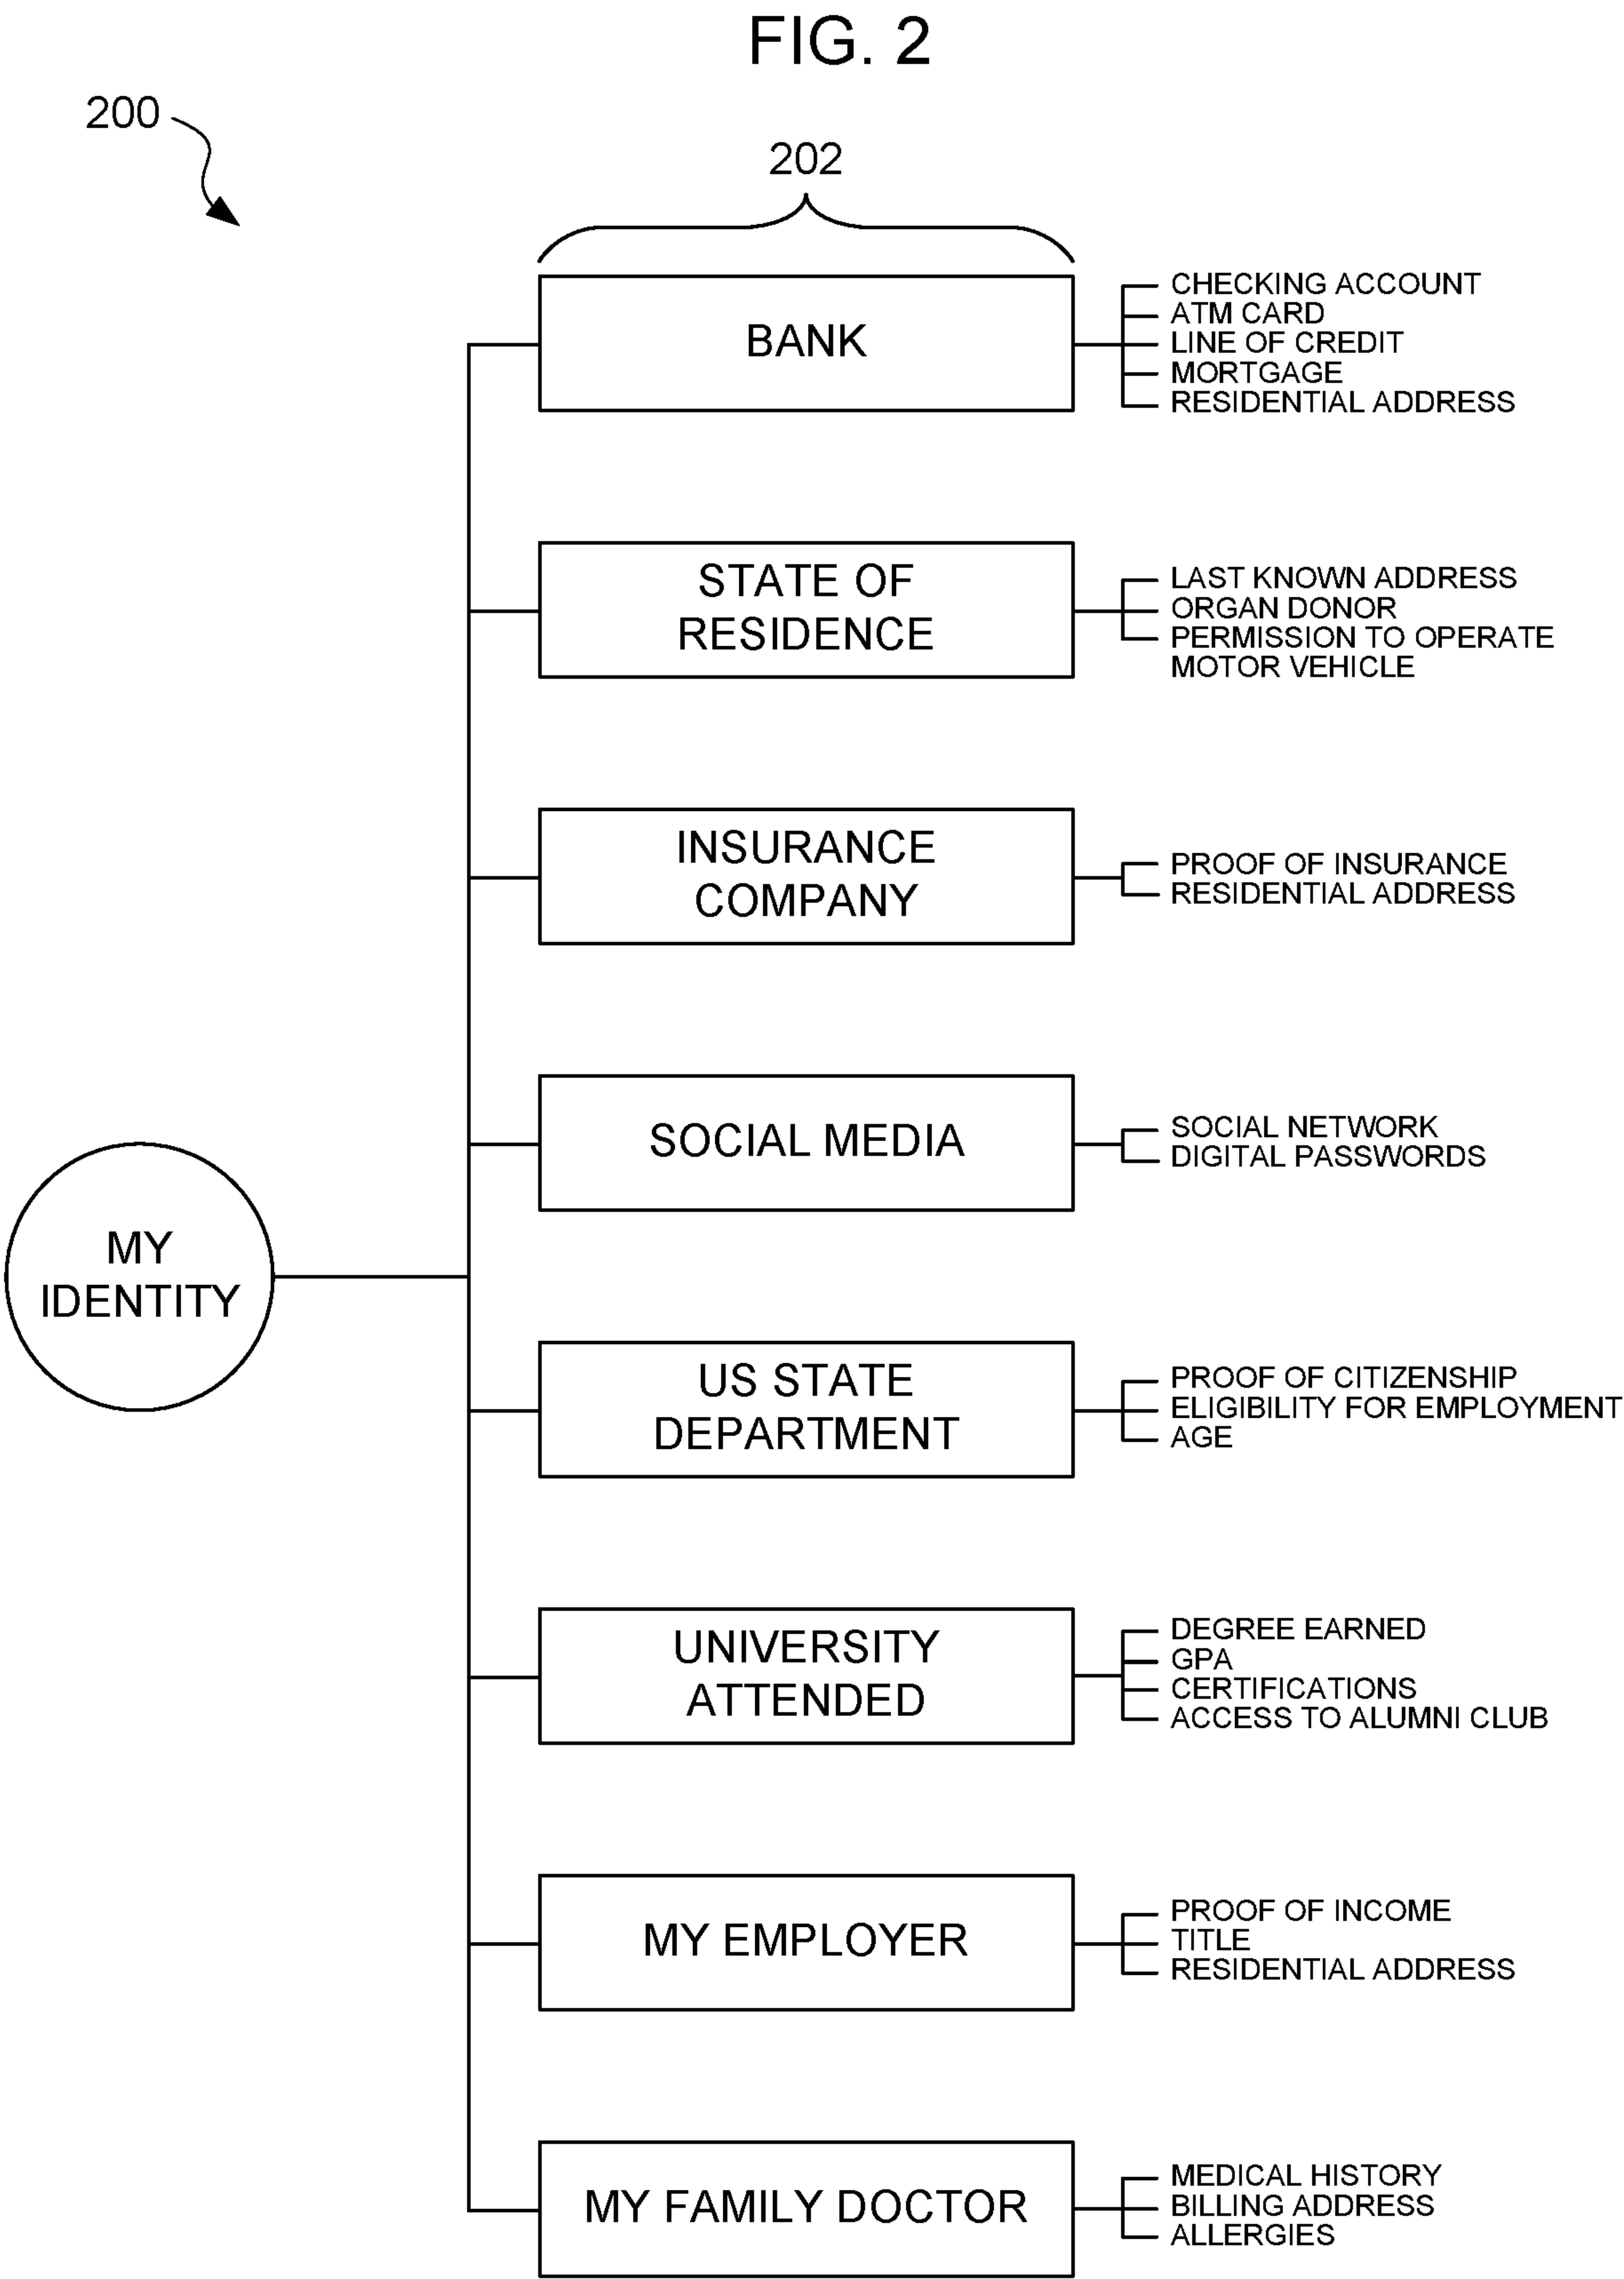 FIG. 2
200
202
BANK
CHECKING ACCOUNT
ATM CARD
LINE OF CREDIT
MORTGAGE
RESIDENTIAL ADDRESS
STATE OF
RESIDENCE
LAST KNOWN ADDRESS
ORGAN DONOR
PERMISSION TO OPERATE
MOTOR VEHICLE
INSURANCE
COMPANY
PROOF OF INSURANCE
RESIDENTIAL ADDRESS
SOCIAL MEDIA
SOCIAL NETWORK
DIGITAL PASSWORDS
MY
IDENTITY
US STATE
DEPARTMENT
PROOF OF CITIZENSHIP
ELIGIBILITY FOR EMPLOYMENT
AGE
UNIVERSITY
ATTENDED
DEGREE EARNED
GPA
CERTIFICATIONS
ACCESS TO ALUMNI CLUB
MY EMPLOYER
PROOF OF INCOME
TITLE
RESIDENTIAL ADDRESS
MY FAMILY DOCTOR
MEDICAL HISTORY
BILLING ADDRESS
ALLERGIES